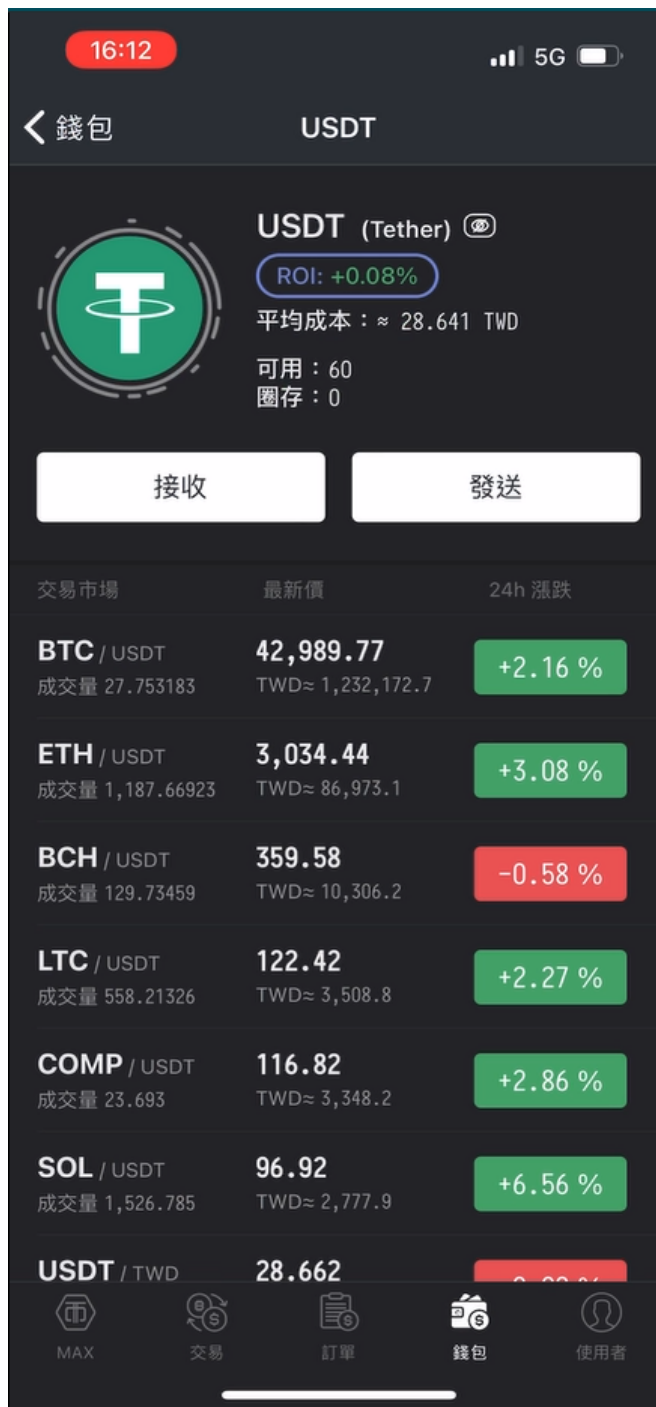 16:12
5G
錢包
USDT
USDT (Tether)
ROI: +0.08%
平均成本：≈ 28.641 TWD
可用：60
圈存：0
接收
發送
交易市場 最新價 24h 漲跌
BTC / USDT 42,989.77 +2.16 %
成交量 27.753183 TWD≈ 1,232,172.7
ETH / USDT 3,034.44 +3.08 %
成交量 1,187.66923 TWD≈ 86,973.1
BCH / USDT 359.58 -0.58 %
成交量 129.73459 TWD≈ 10,306.2
LTC / USDT 122.42 +2.27 %
成交量 558.21326 TWD≈ 3,508.8
COMP / USDT 116.82 +2.86 %
成交量 23.693 TWD≈ 3,348.2
SOL / USDT 96.92 +6.56 %
成交量 1,526.785 TWD≈ 2,777.9
USDT / TWD 28.662
MAX 交易 訂單 錢包 使用者